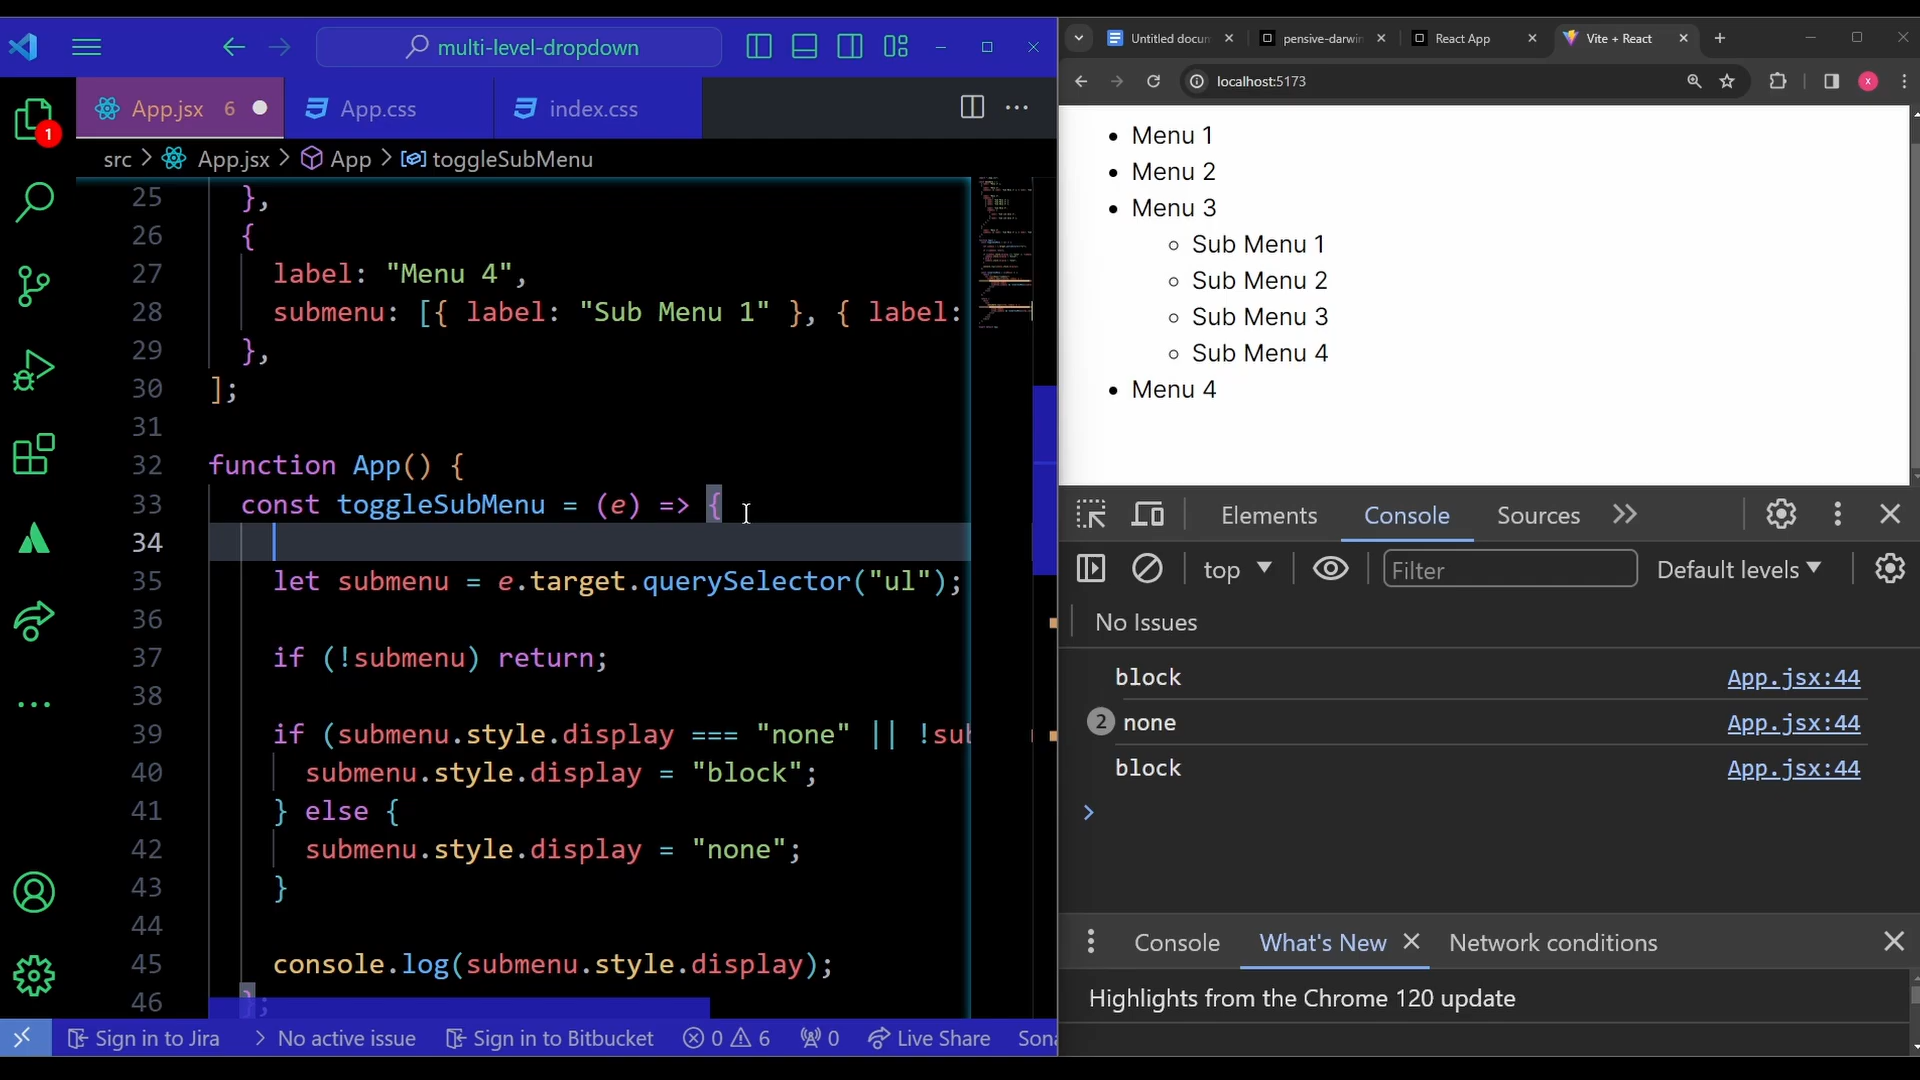 multi-level-dropdown
App.jsx 6
App.css
index.css
src > App.jsx > App > toggleSubMenu
25 },
26 {
27 label: "Menu 4",
28 submenu: [{ label: "Sub Menu 1" }, { label:
29 },
30 ];
31
32 function App() {
33 const toggleSubMenu = (e) => {
34
35 let submenu = e.target.querySelector("ul");
36
37 if (!submenu) return;
38
39 if (submenu.style.display === "none" || !sub
40 submenu.style.display = "block";
41 } else {
42 submenu.style.display = "none";
43 }
44
45 console.log(submenu.style.display);
46 };
1
Sign in to Jira
No active issue
Sign in to Bitbucket
0 6
0
Live Share
Sona
Untitled docum
pensive-darwin
React App
Vite + React
localhost:5173
x
Menu 1
Menu 2
Menu 3
Sub Menu 1
Sub Menu 2
Sub Menu 3
Sub Menu 4
Menu 4
Elements Console Sources
top Filter Default levels
No Issues
block App.jsx:44
2 none App.jsx:44
block App.jsx:44
Console What's New Network conditions
Highlights from the Chrome 120 update